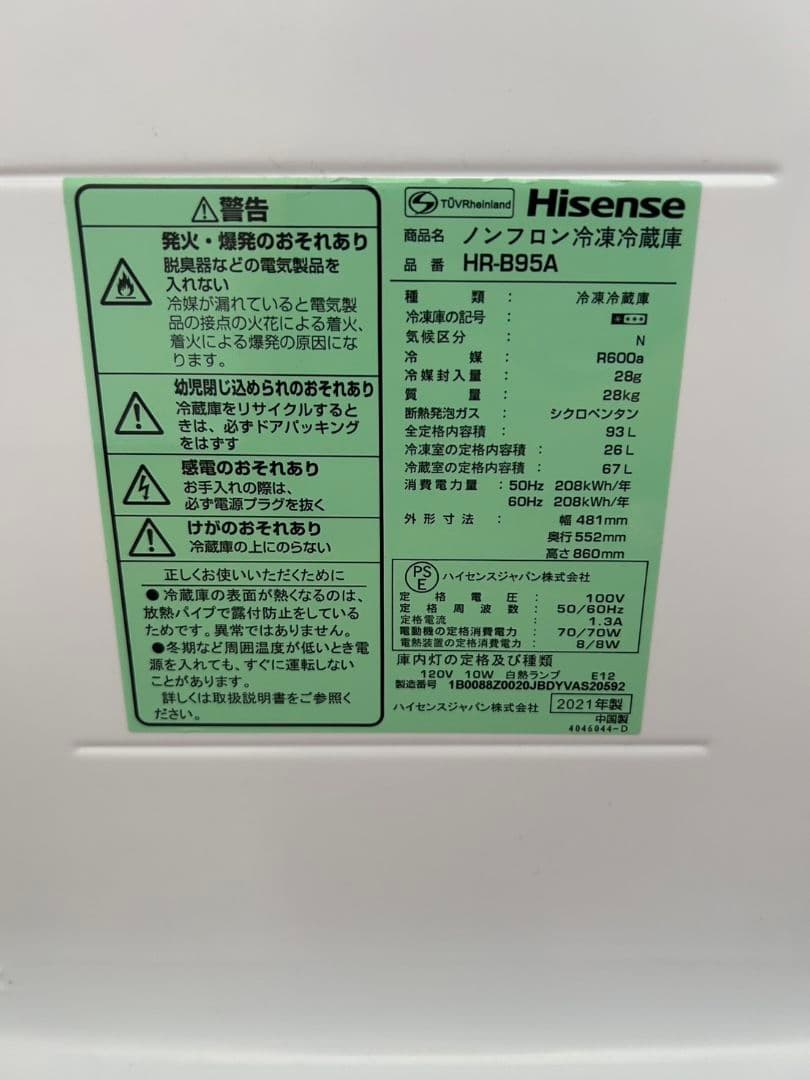 警告
発火・爆発のおそれあり
脱臭器などの電気製品を
入れない
冷媒が漏れていると電気製
品の接点の火花による着火、
着火による爆発の原因にな
ります。
幼児閉じ込められのおそれあり
冷蔵庫をリサイクルすると
きは、必ずドアパッキング
をはずす
感電のおそれあり
お手入れの際は、
必ず電源プラグを抜く
けがのおそれあり
冷蔵庫の上にのらない
正しくお使いいただくために
●冷蔵庫の表面が熱くなるのは、
放熱パイプで露付防止をしている
ためです。異常ではありません。
●冬期など周囲温度が低いとき電
源を入れても、すぐに運転しない
ことがあります。
詳しくは取扱説明書をご参照く
ださい。
TÜVRheinland Hisense
商品名 ノンフロン冷凍冷蔵庫
品番 HR-B95A
種類: 冷凍冷蔵庫
冷凍庫の記号:
気候区分: N
冷媒: R600a
冷媒封入量: 28g
質量: 28kg
断熱発泡ガス: シクロペンタン
全定格内容積: 93L
冷凍室の定格内容積: 26L
冷蔵室の定格内容積: 67L
消費電力量: 50Hz 208kWh/年
60Hz 208kWh/年
外形寸法: 幅 481mm
奥行 552mm
高さ 860mm
PSE ハイセンスジャパン株式会社
定格電圧: 100V
定格周波数: 50/60Hz
定格電流: 1.3A
電動機の定格消費電力: 70/70W
電熱装置の定格消費電力: 8/8W
庫内灯の定格及び種類
120V 10W 白熱ランプ E12
製造番号 1B0088Z0020JBDYVAS20592
ハイセンスジャパン株式会社 2021年製
中国製
4046044-D